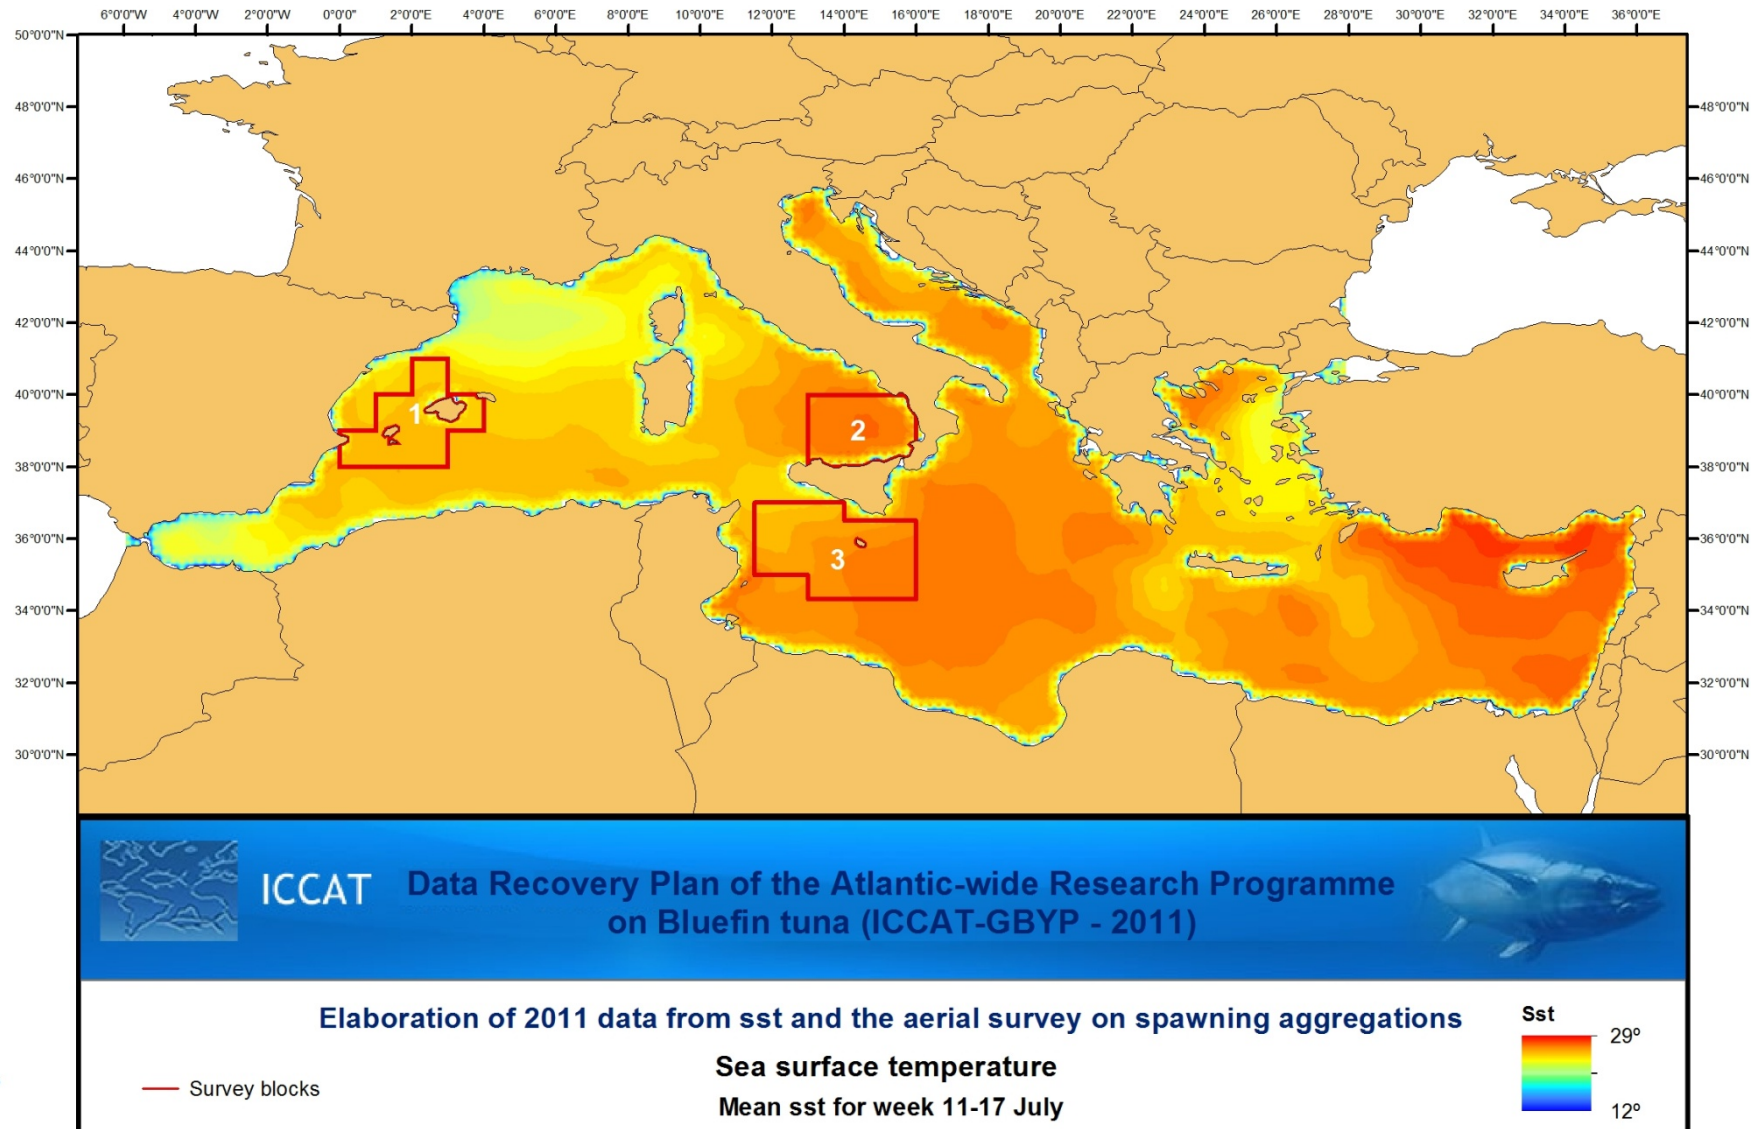 6°0'0"W 4°0'0"W 2°0'0"W 0°0'0" 2°0'0"E 4°0'0"E 6°0'0"E 8°0'0"E 10°0'0"E 12°0'0"E 14°0'0"E 16°0'0"E 18°0'0"E 20°0'0"E 22°0'0"E 24°0'0"E 26°0'0"E 28°0'0"E 30°0'0"E 32°0'0"E 34°0'0"E 36°0'0"E
50°0'0"N
48°0'0"N 48°0'0"N
46°0'0"N 46°0'0"N
44°0'0"N 44°0'0"N
42°0'0"N 42°0'0"N
40°0'0"N 40°0'0"N
1
2
38°0'0"N 38°0'0"N
36°0'0"N 36°0'0"N
3
34°0'0"N 34°0'0"N
32°0'0"N 32°0'0"N
30°0'0"N 30°0'0"N
ICCAT
Data Recovery Plan of the Atlantic-wide Research Programme
on Bluefin tuna (ICCAT-GBYP - 2011)
Elaboration of 2011 data from sst and the aerial survey on spawning aggregations
Sea surface temperature
Mean sst for week 11-17 July
Survey blocks
Sst
29º
12º